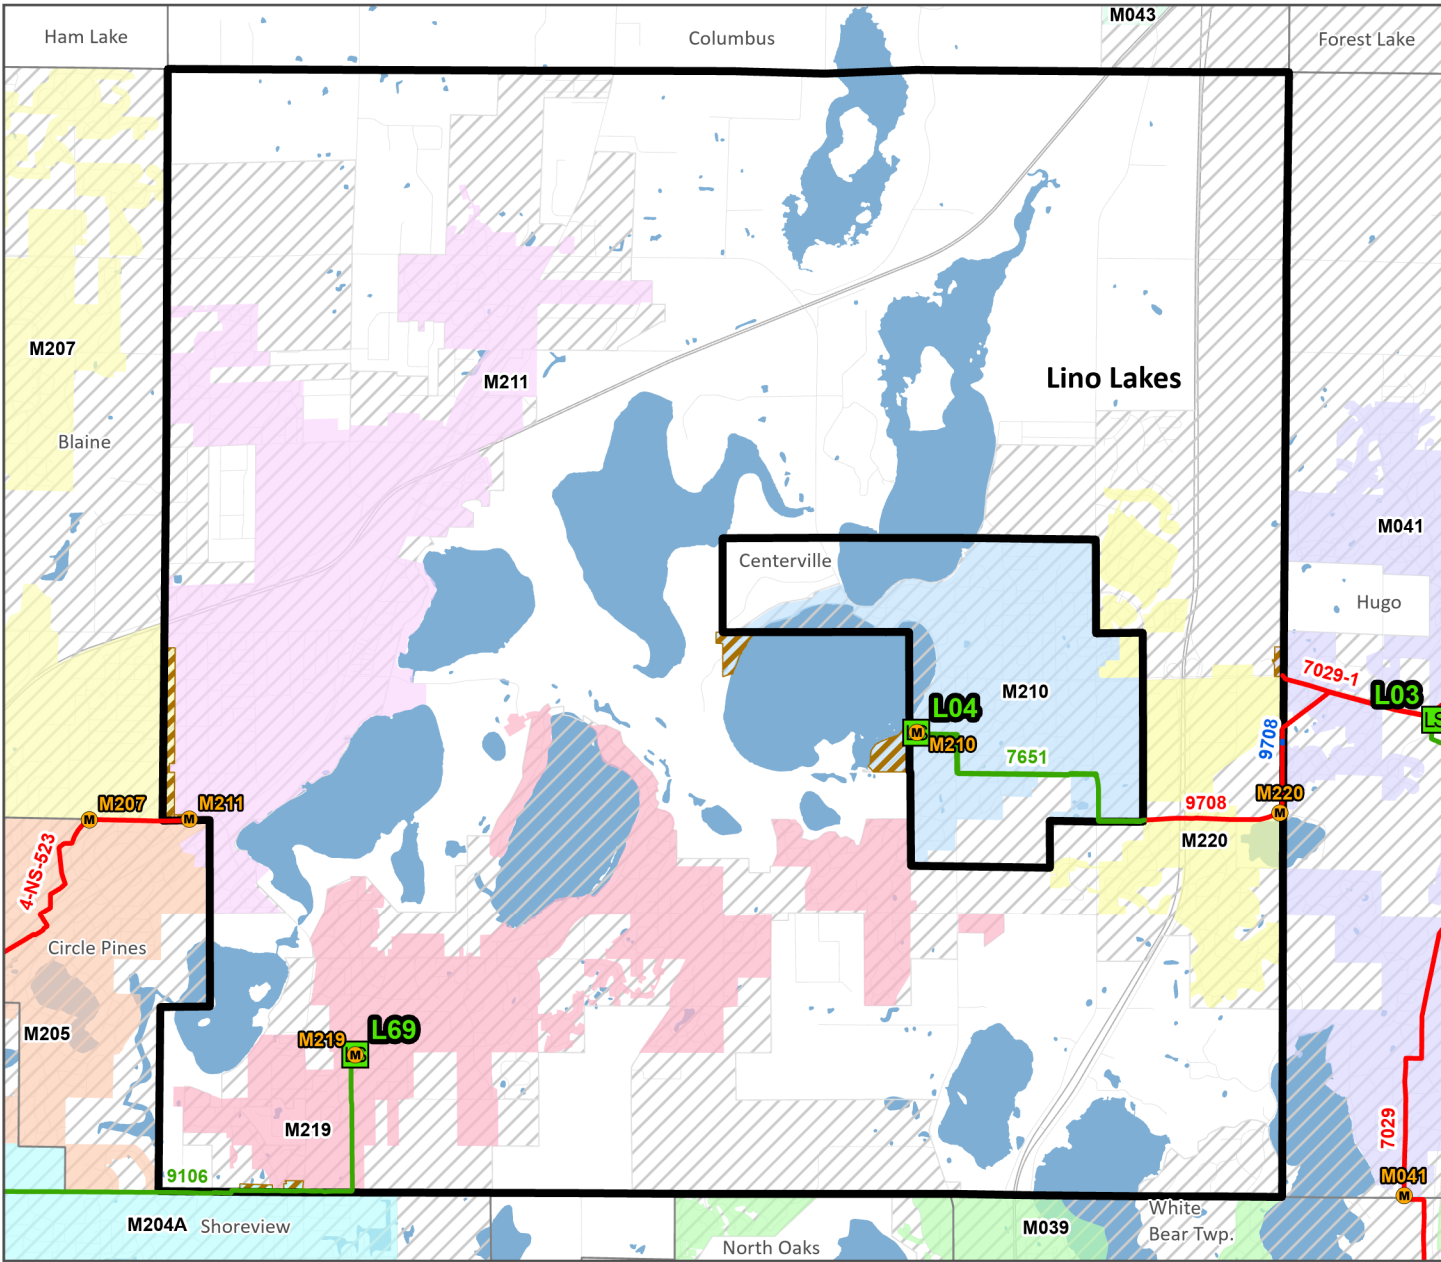 M043
Ham Lake
Columbus
Forest Lake
M207
Lino Lakes
M211
Blaine
M041
Centerville
Hugo
7029-1
M210
L03
LS
L04
M210
9708
7651
M207
M211
M220
9708
M220
4-NS-523
Circle Pines
M205
M219
L69
M219
7029
9106
M041
M204A
Shoreview
North Oaks
M039
White
Bear Twp.
M
M
M
M
M
M